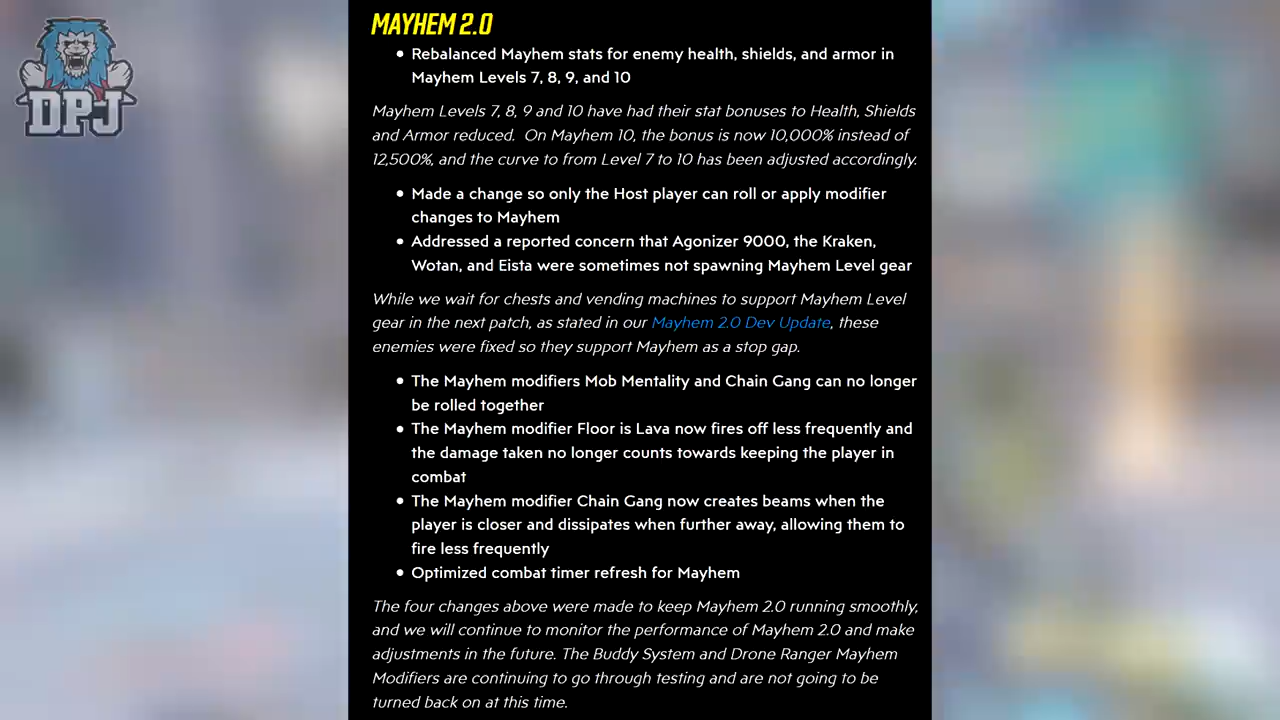 DPJ
MAYHEM 2.0
• Rebalanced Mayhem stats for enemy health, shields, and armor in
Mayhem Levels 7, 8, 9, and 10
Mayhem Levels 7, 8, 9 and 10 have had their stat bonuses to Health, Shields
and Armor reduced. On Mayhem 10, the bonus is now 10,000% instead of
12,500%, and the curve to from Level 7 to 10 has been adjusted accordingly.
• Made a change so only the Host player can roll or apply modifier
changes to Mayhem
• Addressed a reported concern that Agonizer 9000, the Kraken,
Wotan, and Eista were sometimes not spawning Mayhem Level gear
While we wait for chests and vending machines to support Mayhem Level
gear in the next patch, as stated in our Mayhem 2.0 Dev Update, these
enemies were fixed so they support Mayhem as a stop gap.
• The Mayhem modifiers Mob Mentality and Chain Gang can no longer
be rolled together
• The Mayhem modifier Floor is Lava now fires off less frequently and
the damage taken no longer counts towards keeping the player in
combat
• The Mayhem modifier Chain Gang now creates beams when the
player is closer and dissipates when further away, allowing them to
fire less frequently
• Optimized combat timer refresh for Mayhem
The four changes above were made to keep Mayhem 2.0 running smoothly,
and we will continue to monitor the performance of Mayhem 2.0 and make
adjustments in the future. The Buddy System and Drone Ranger Mayhem
Modifiers are continuing to go through testing and are not going to be
turned back on at this time.